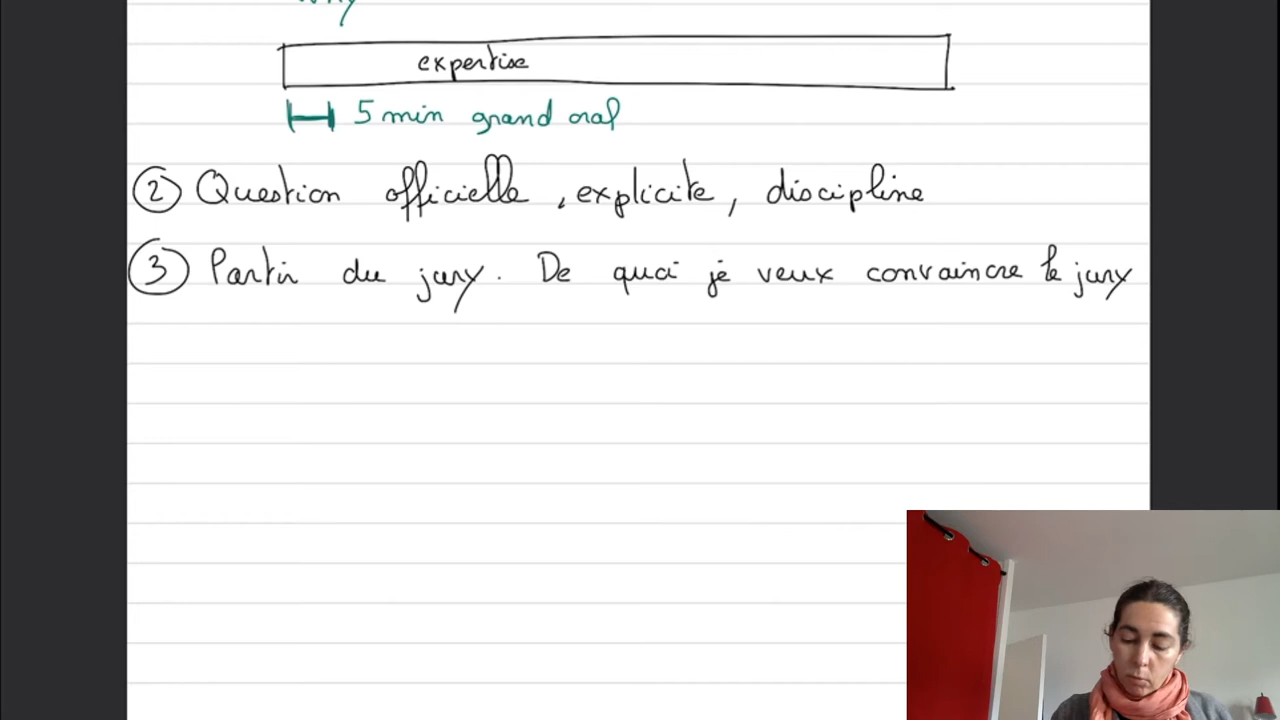 expertise
5 min grand oral
② Question officielle, explicite, discipline
③ Partir du jury. De quoi je veux convaincre le jury